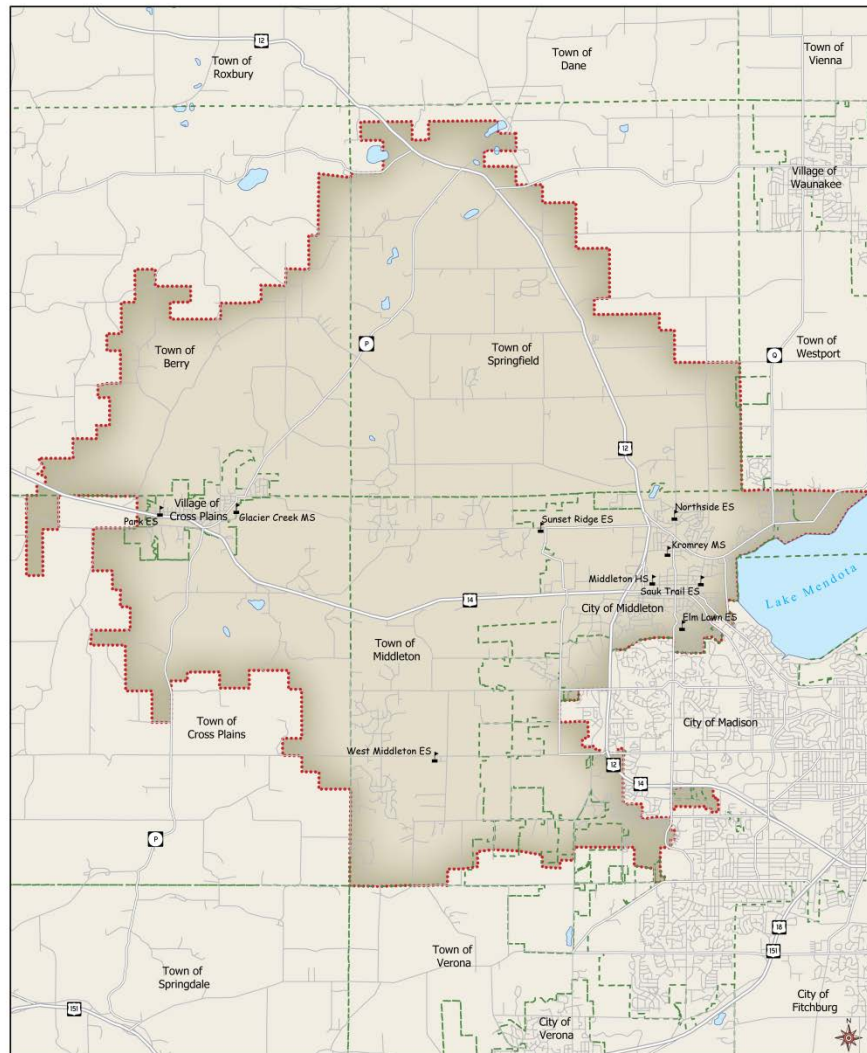 12
Town of
Roxbury
Town of
Dane
Town of
Vienna
Village of
Waunakee
Town of
Berry
P
Town of
Springfield
Q
Town of
Westport
12
Village of
Cross Plains
Park ES
Glacier Creek MS
Sunset Ridge ES
Northside ES
Kromrey MS
Middleton HS
Sauk Trail ES
City of Middleton
Elm Lawn ES
Lake Mendota
14
Town of
Middleton
Town of
Cross Plains
City of Madison
West Middleton ES
12
14
P
Town of
Springdale
Town of
Verona
18
151
151
City of
Verona
City of
Fitchburg
N